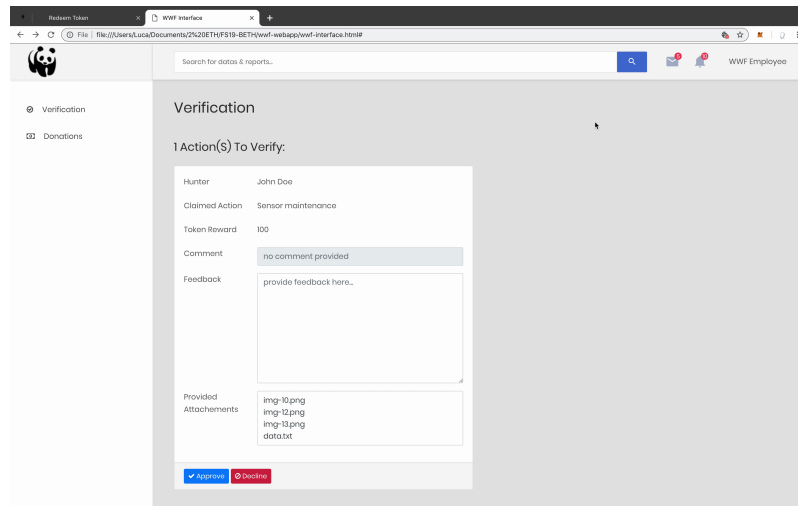 Redeem Token
WWF Interface
File | file:///Users/Luca/Documents/2%20ETH/FS19-BETH/wwf-webapp/wwf-interface.html#
Search for datas & reports...
5
10
WWF Employee
Verification
Donations
Verification
1 Action(S) To Verify:
Hunter John Doe
Claimed Action Sensor maintenance
Token Reward 100
Comment no comment provided
Feedback provide feedback here...
Provided
Attachements
img-10.png
img-12.png
img-13.png
data.txt
Approve Decline